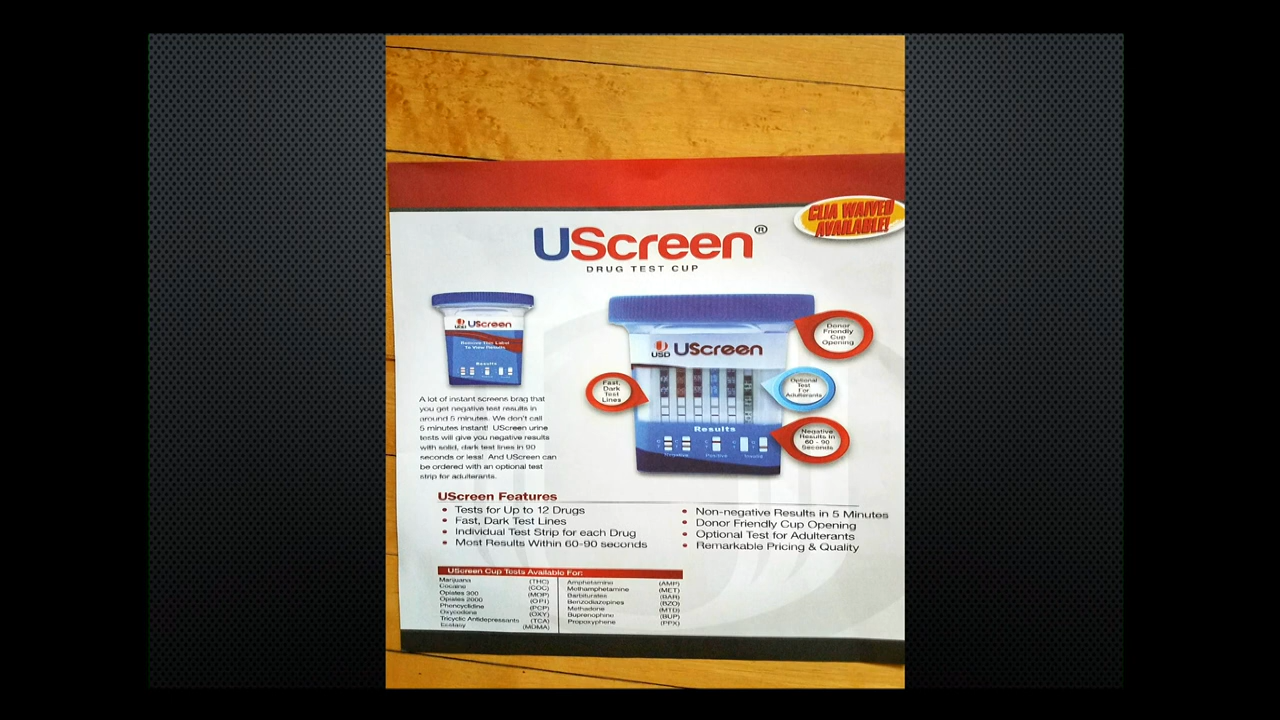 CLIA WAIVED
AVAILABLE!
UScreen®
DRUG TEST CUP
USD UScreen
Remove This Label
To View Results
Results
USD UScreen
Results
Negative Positive Invalid
Donor
Friendly
Cup
Opening
Fast,
Dark
Test
Lines
Optional
Test
For
Adulterants
Negative
Results In
60 - 90
Seconds
A lot of instant screens brag that
you get negative test results in
around 5 minutes. We don't call
5 minutes instant! UScreen urine
tests will give you negative results
with solid, dark test lines in 90
seconds or less! And UScreen can
be ordered with an optional test
strip for adulterants.
UScreen Features
• Tests for Up to 12 Drugs
• Fast, Dark Test Lines
• Individual Test Strip for each Drug
• Most Results Within 60-90 seconds
• Non-negative Results in 5 Minutes
• Donor Friendly Cup Opening
• Optional Test for Adulterants
• Remarkable Pricing & Quality
UScreen Cup Tests Available For:
Marijuana (THC)
Cocaine (COC)
Opiates 300 (MOP)
Opiates 2000 (OPI)
Phencyclidine (PCP)
Oxycodone (OXY)
Tricyclic Antidepressants (TCA)
Ecstasy (MDMA)
Amphetamine (AMP)
Methamphetamine (MET)
Barbiturates (BAR)
Benzodiazepines (BZO)
Methadone (MTD)
Buprenophine (BUP)
Propoxyphene (PPX)